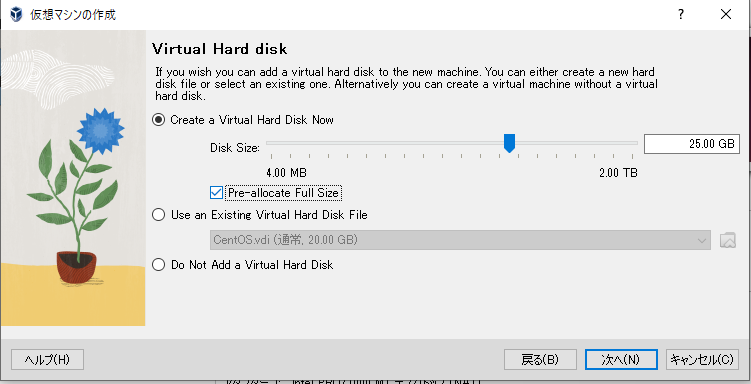 仮想マシンの作成
Virtual Hard disk
If you wish you can add a virtual hard disk to the new machine. You can either create a new hard
disk file or select an existing one. Alternatively you can create a virtual machine without a virtual
hard disk.
Create a Virtual Hard Disk Now
Disk Size:
25.00 GB
4.00 MB
2.00 TB
Pre-allocate Full Size
Use an Existing Virtual Hard Disk File
CentOS.vdi (通常, 20.00 GB)
Do Not Add a Virtual Hard Disk
ヘルプ(H)
戻る(B)
次へ(N)
キャンセル(C)